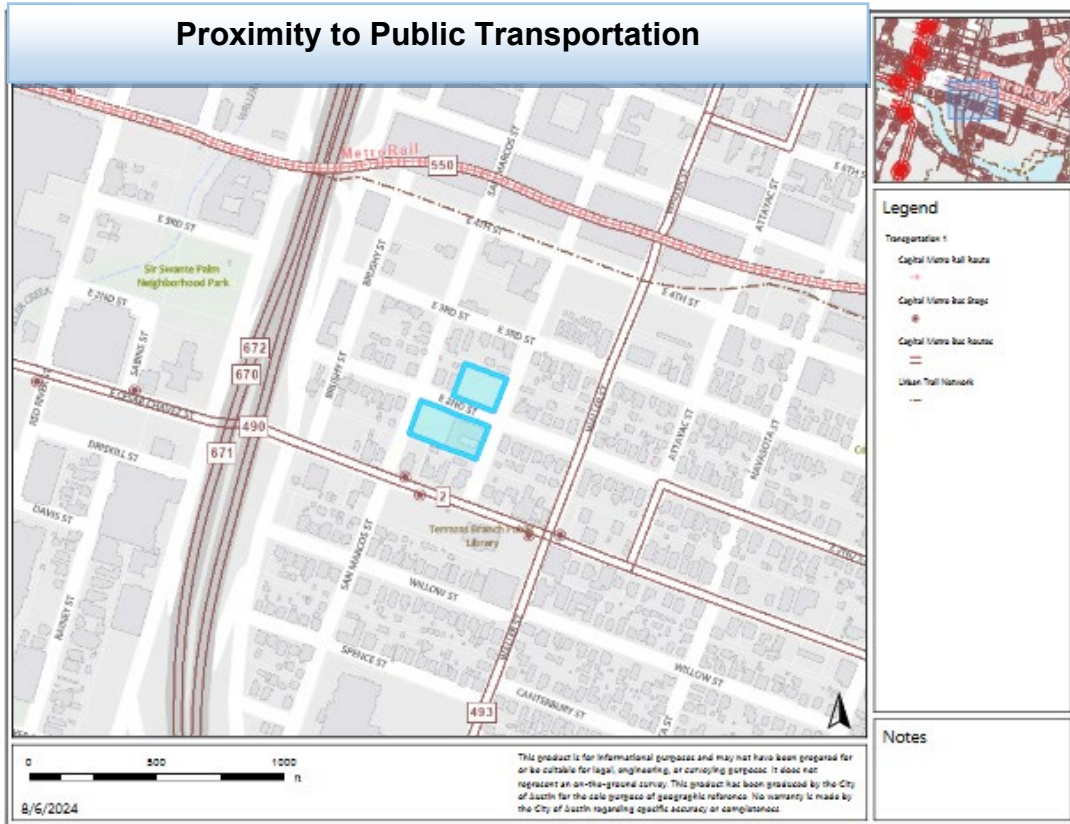 Proximity to Public Transportation
MetroRail
550
E 5TH S
SAN MARCOS ST
E 3RD ST
E 4TH ST
ATTAYAC ST
Sir Swante Palm
Neighborhood Park
BRUSHY ST
E 2ND ST
SABINE ST
E 3RD ST
E 3RD ST
E 4TH ST
672
670
BRUSHY ST
E 2ND ST
WALLER ST
RED RIVER
E CESAR CHAVEZ ST
490
671
DRISKILL ST
ATTAYAC ST
NAVASOTA ST
2
DAVIS ST
Terrazas Branch Public
Library
SAN MARCOS ST
WILLOW ST
RAINEY ST
WALLER ST
SPENCE ST
WILLOW ST
CANTERBURY ST
493
Legend
Transportation 1
Capital Metro Rail Route
Capital Metro Bus Stops
Capital Metro Bus Routes
Urban Trail Network
Notes
0 500 1000
ft
8/6/2024
This product is for informational purposes and may not have been prepared for
or be suitable for legal, engineering, or surveying purposes. It does not
represent an on-the-ground survey. This product has been produced by the City
of Austin for the sole purpose of geographic reference. No warranty is made by
the City of Austin regarding specific accuracy or completeness.